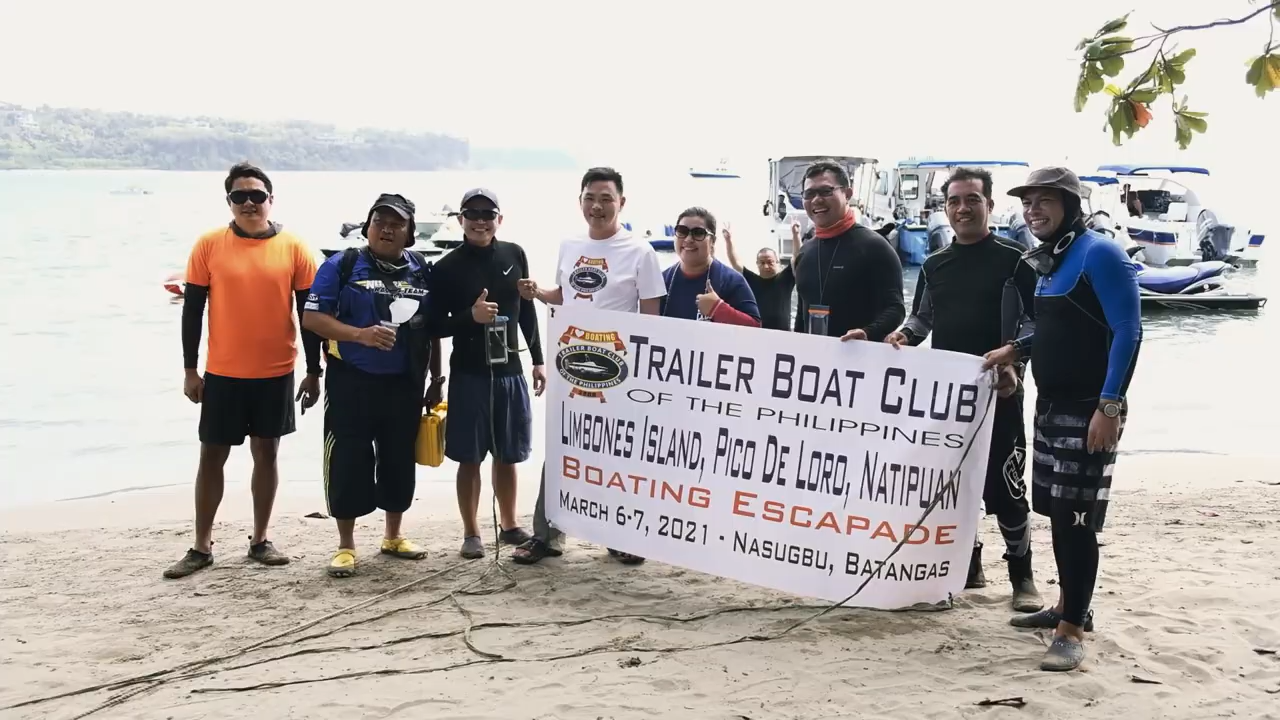 I ❤ BOATING
TRAILER BOAT CLUB
OF THE PHILIPPINES
TRAILER BOAT CLUB
OF THE PHILIPPINES
LIMBONES ISLAND, PICO DE LORO, NATIPUAN
BOATING ESCAPADE
MARCH 6-7, 2021 • NASUGBU, BATANGAS